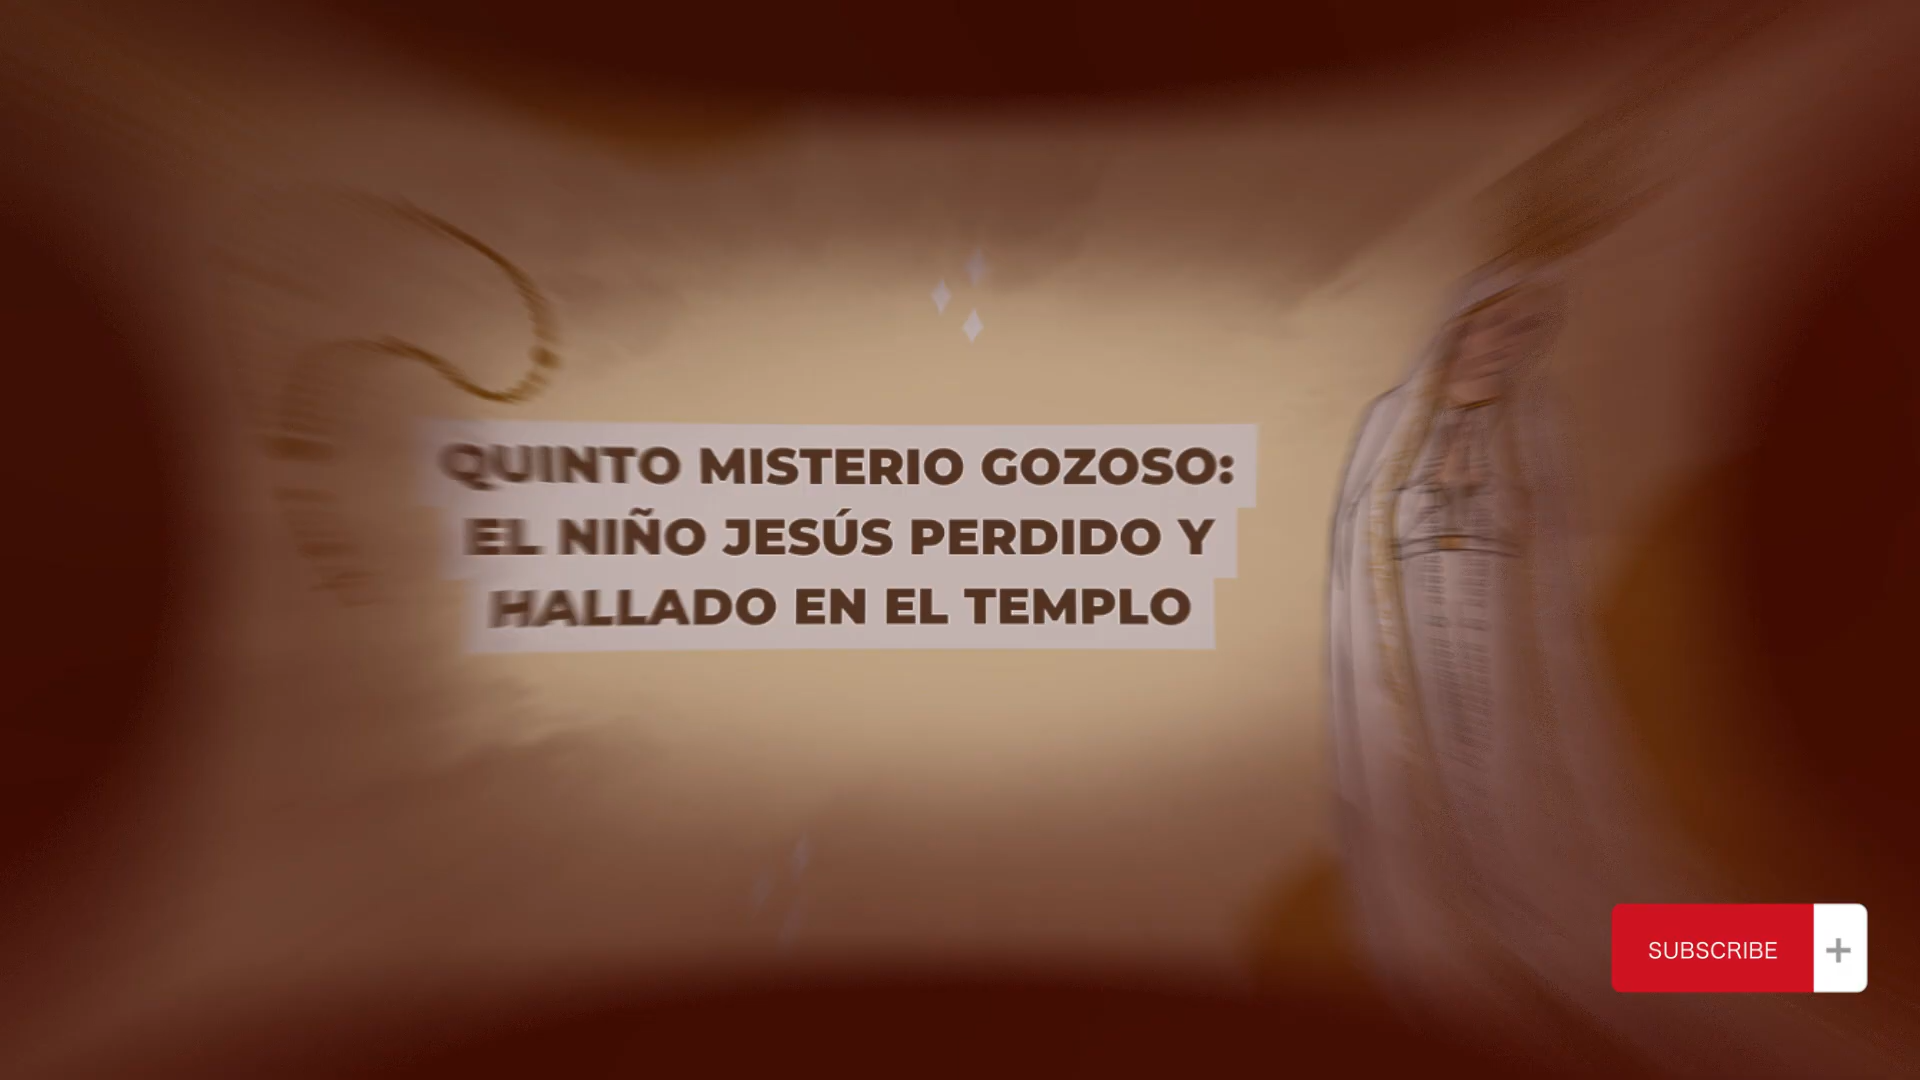 QUINTO MISTERIO GOZOSO:
EL NIÑO JESÚS PERDIDO Y
HALLADO EN EL TEMPLO
SUBSCRIBE +